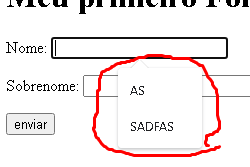 Meu primeiro For
Nome:
AS
Sobrenome:
SADFAS
enviar